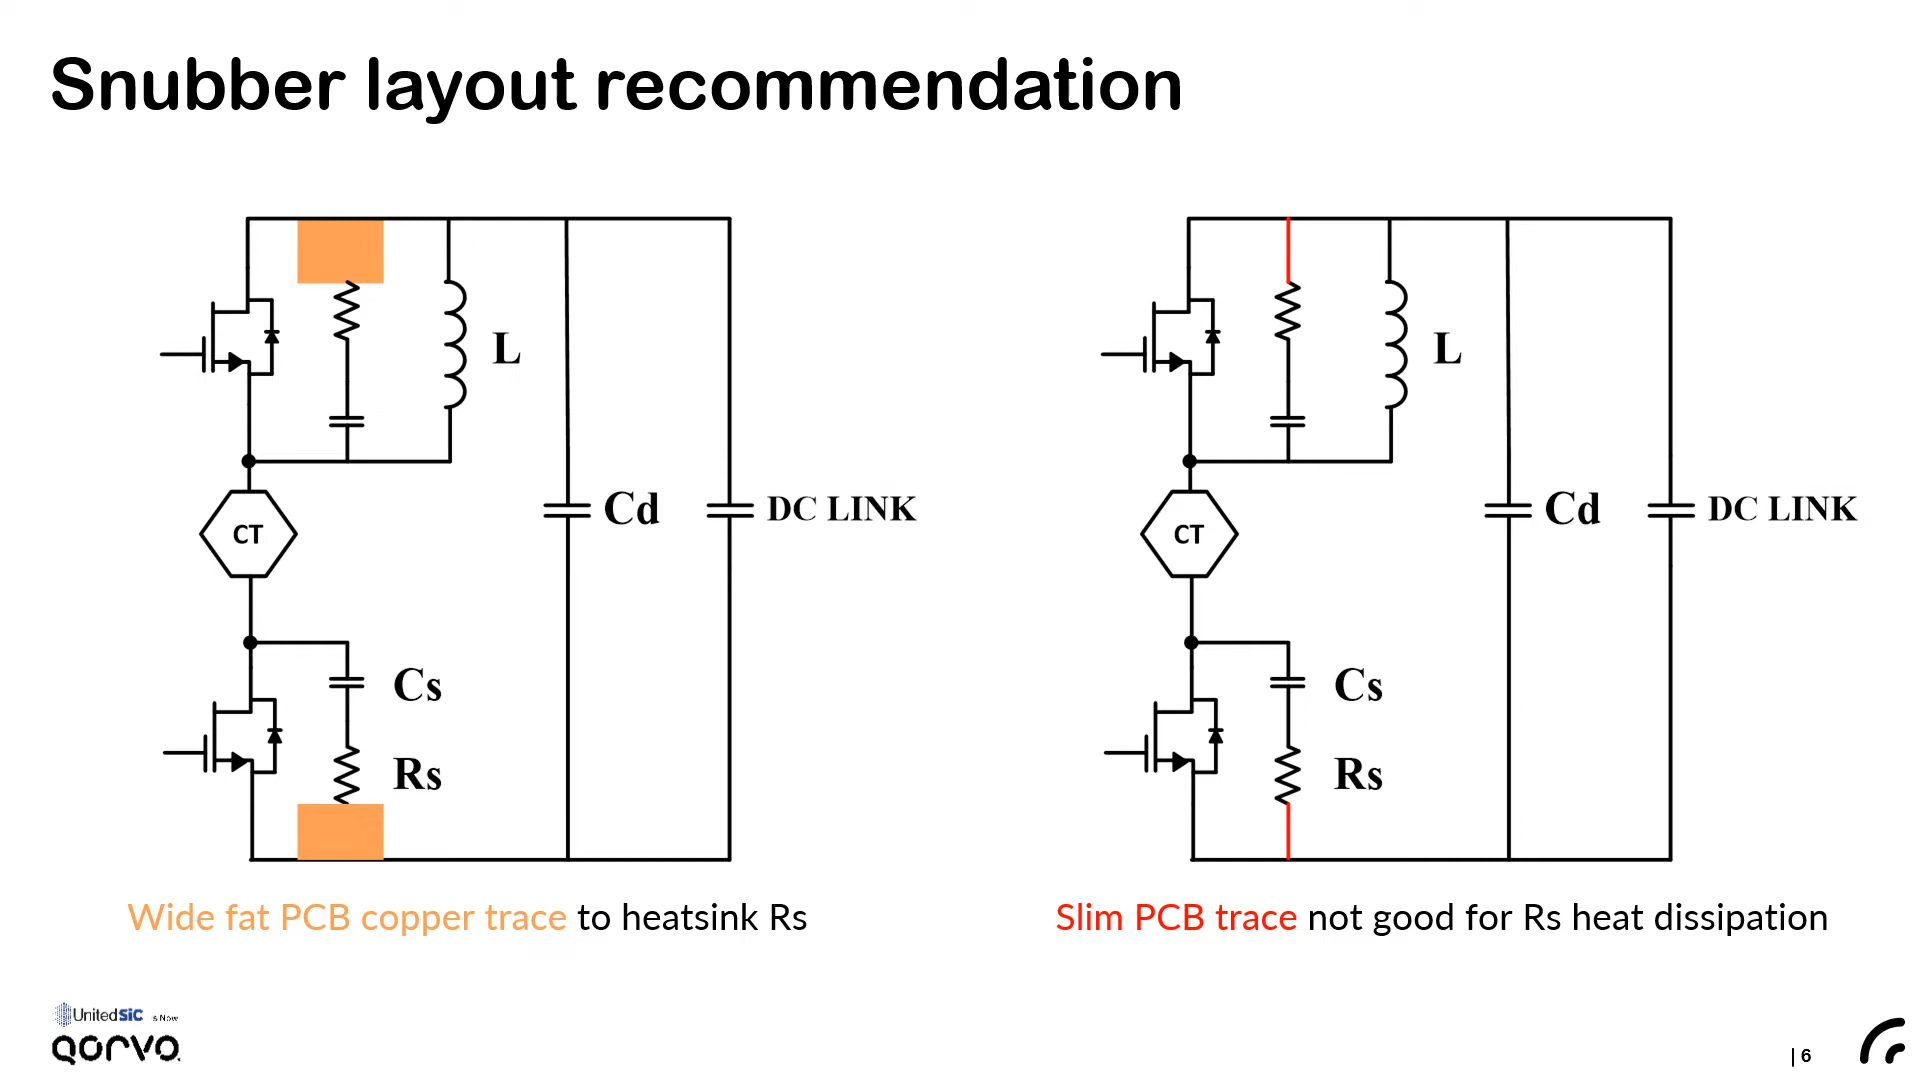 Snubber layout recommendation
L
CT
Cd
DC LINK
Cs
Rs
Wide fat PCB copper trace to heatsink Rs
L
CT
Cd
DC LINK
Cs
Rs
Slim PCB trace not good for Rs heat dissipation
UnitedSiC is Now
QORVO
| 6